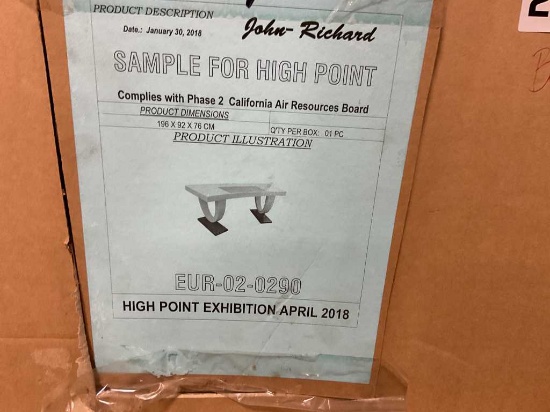 PRODUCT DESCRIPTION
Date.: January 30, 2018
John-Richard
SAMPLE FOR HIGH POINT
Complies with Phase 2 California Air Resources Board
PRODUCT DIMENSIONS
196 X 92 X 76 CM
Q'TY PER BOX: 01 PC
PRODUCT ILLUSTRATION
EUR-02-0290
HIGH POINT EXHIBITION APRIL 2018